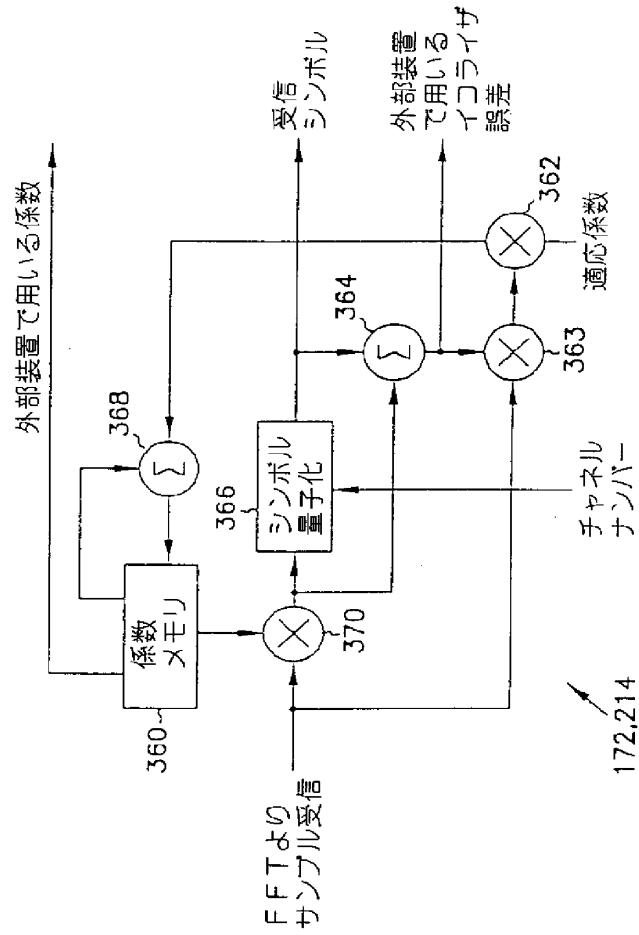 外部装置で用いる係数
368
係数
メモリ
360
370
366
シンボル
量子化
受信
シンボル
364
外部装置
で用いる
イコライザ
誤差
362
363
適応係数
チャネル
ナンバー
FFTより
サンプル受信
172,214
Σ
Σ